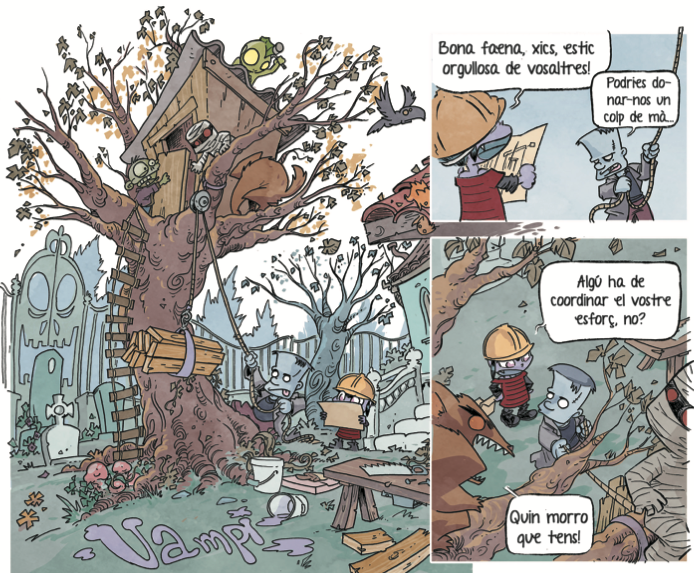 Vampi
Bona faena, xics, estic
orgullosa de vosaltres!
Podries do-
nar-nos un
colp de mà...
Algú ha de
coordinar el vostre
esforç, no?
Quin morro
que tens!